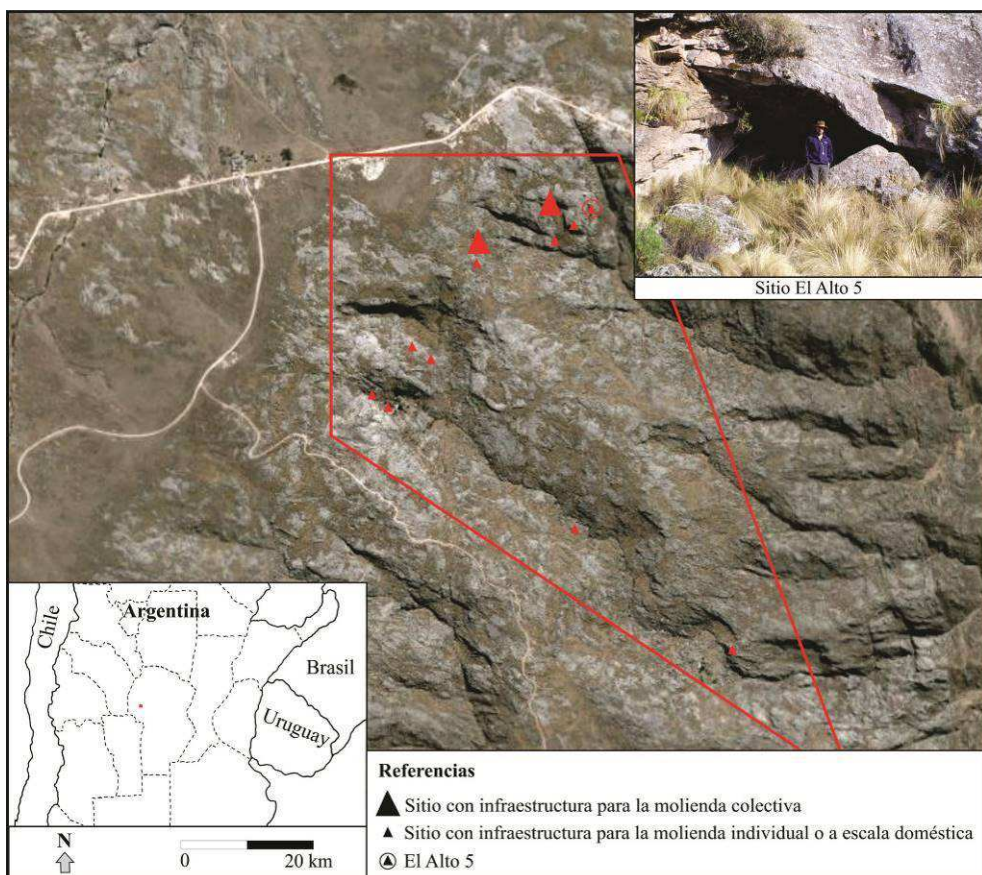 Sitio El Alto 5
Argentina
Chile
Brasil
Uruguay
N
0 20 km
Referencias
Sitio con infraestructura para la molienda colectiva
Sitio con infraestructura para la molienda individual o a escala doméstica
El Alto 5